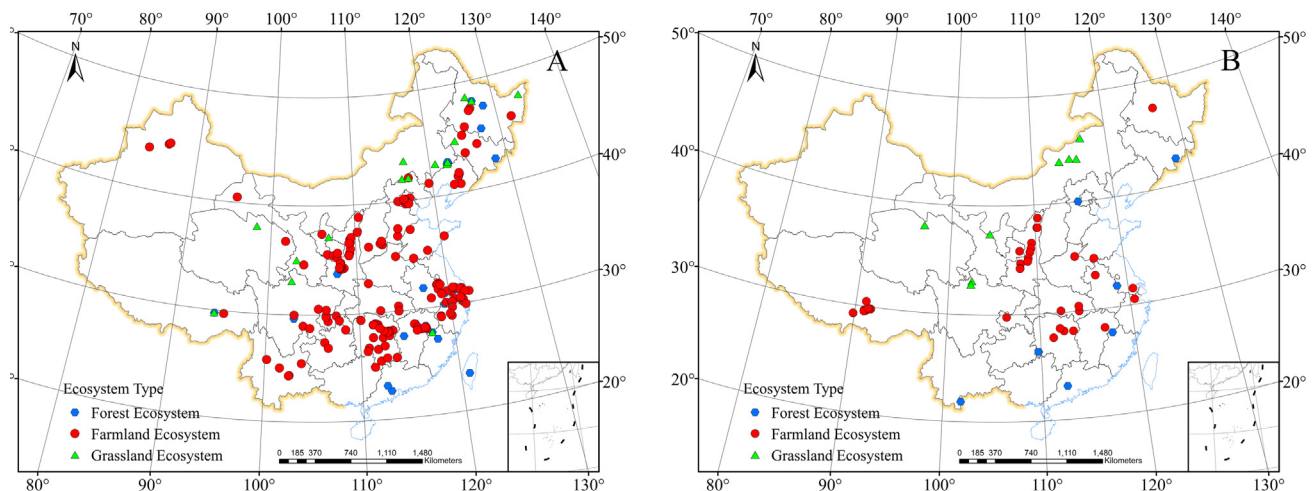 70° 80° 90° 100° 110° 120° 130° 140°
50°
N
A
40°
30°
20°
Ecosystem Type
Forest Ecosystem
Farmland Ecosystem
Grassland Ecosystem
0 185 370 740 1,110 1,480
Kilometers
80° 90° 100° 110° 120° 130°
70° 80° 90° 100° 110° 120° 130° 140°
50° 50°
N
B
40° 40°
30° 30°
20° 20°
Ecosystem Type
Forest Ecosystem
Farmland Ecosystem
Grassland Ecosystem
0 185 370 740 1,110 1,480
Kilometers
80° 90° 100° 110° 120° 130°